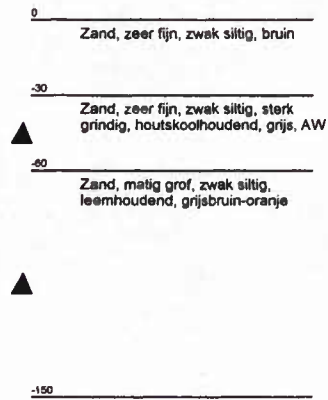 0
Zand, zeer fijn, zwak siltig, bruin
-30
Zand, zeer fijn, zwak siltig, sterk
grindig, houtskoolhoudend, grijs, AW
-60
Zand, matig grof, zwak siltig,
leemhoudend, grijsbruin-oranje
-150